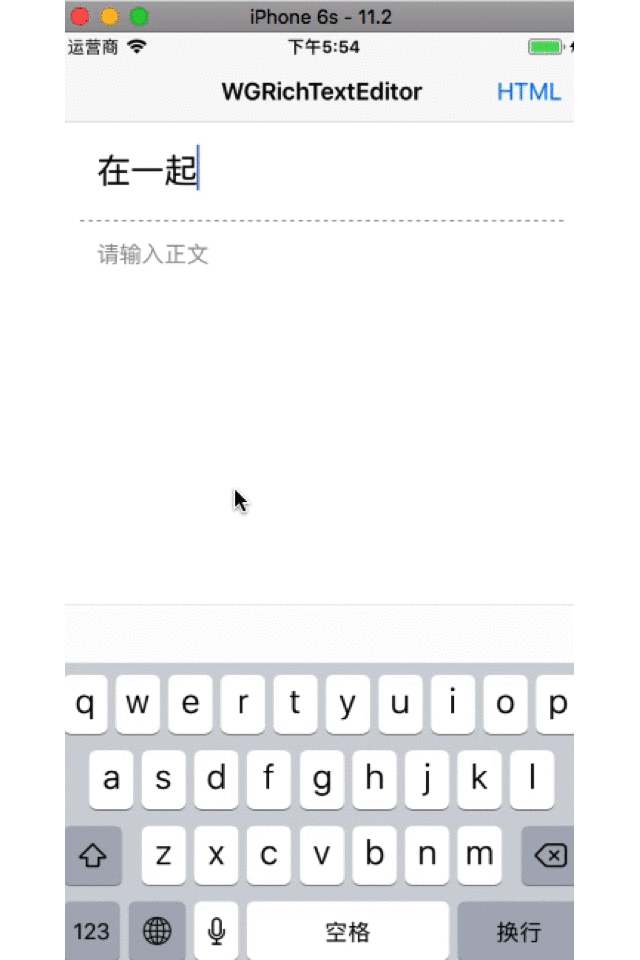 iPhone 6s - 11.2
运营商 下午5:54
WGRichTextEditor HTML
在一起
请输入正文
q w e r t y u i o p
a s d f g h j k l
z x c v b n m
123 空格 换行